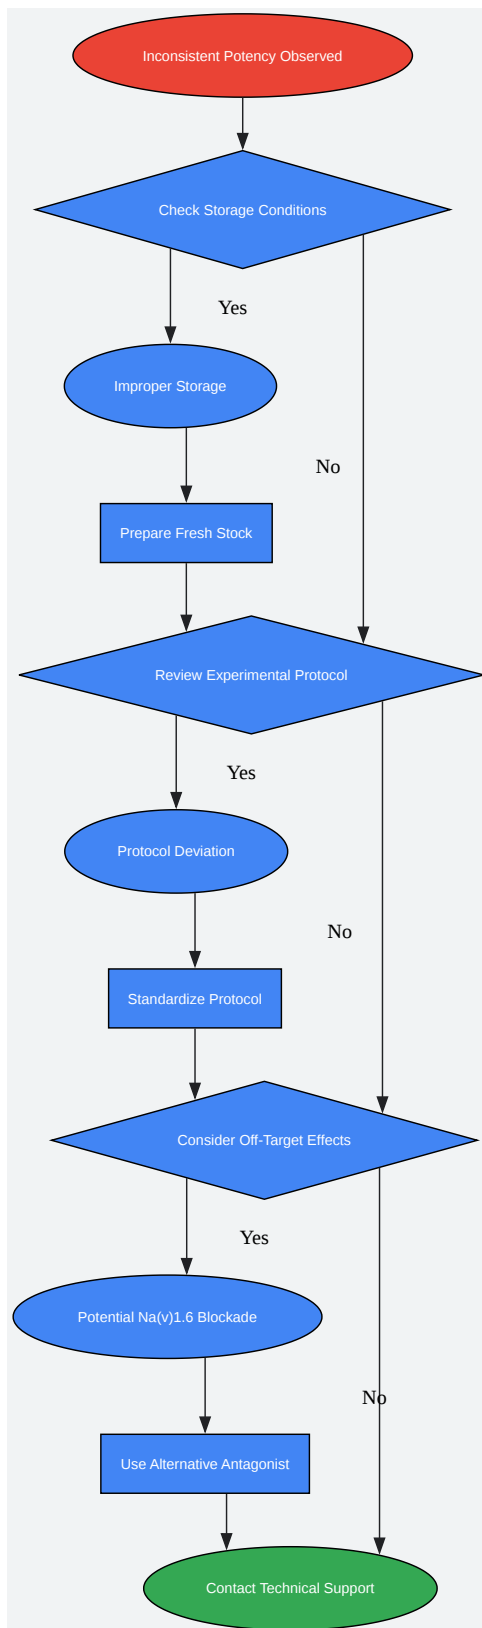 Inconsistent Potency Observed
Check Storage Conditions
Yes
Improper Storage
No
Prepare Fresh Stock
Review Experimental Protocol
Yes
Protocol Deviation
No
Standardize Protocol
Consider Off-Target Effects
Yes
Potential Na(v)1.6 Blockade
No
Use Alternative Antagonist
Contact Technical Support